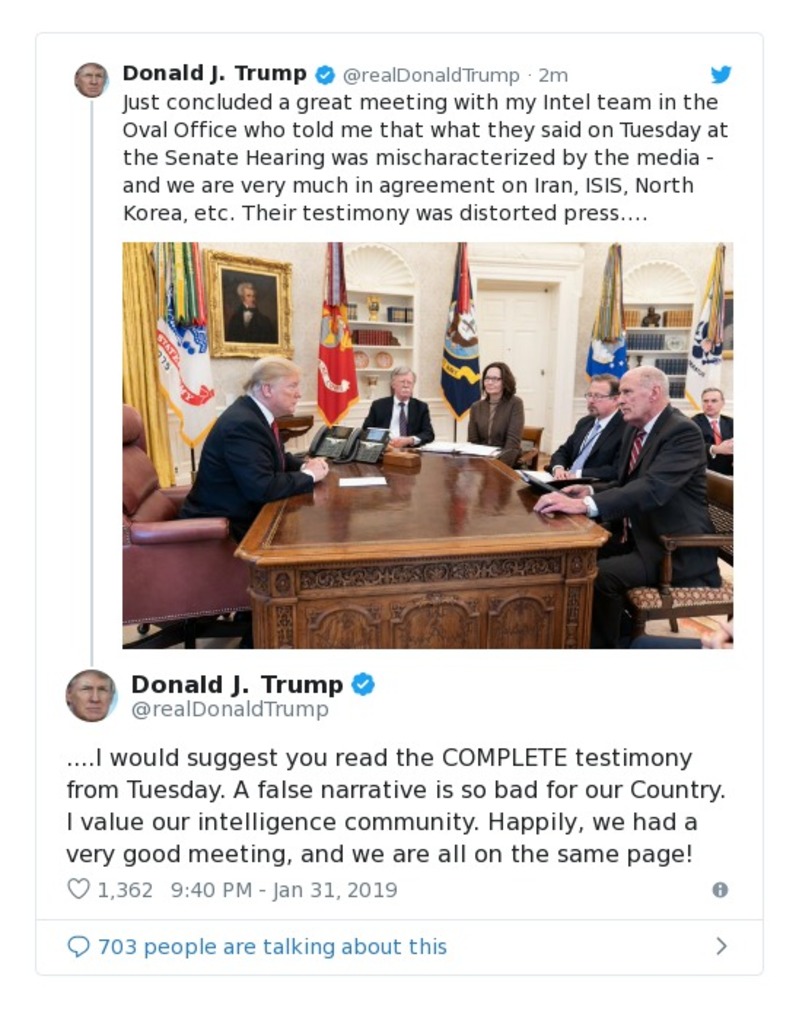 Donald J. Trump @realDonaldTrump · 2m
Just concluded a great meeting with my Intel team in the
Oval Office who told me that what they said on Tuesday at
the Senate Hearing was mischaracterized by the media -
and we are very much in agreement on Iran, ISIS, North
Korea, etc. Their testimony was distorted press....
Donald J. Trump
@realDonaldTrump
....I would suggest you read the COMPLETE testimony
from Tuesday. A false narrative is so bad for our Country.
I value our intelligence community. Happily, we had a
very good meeting, and we are all on the same page!
1,362 9:40 PM - Jan 31, 2019
703 people are talking about this